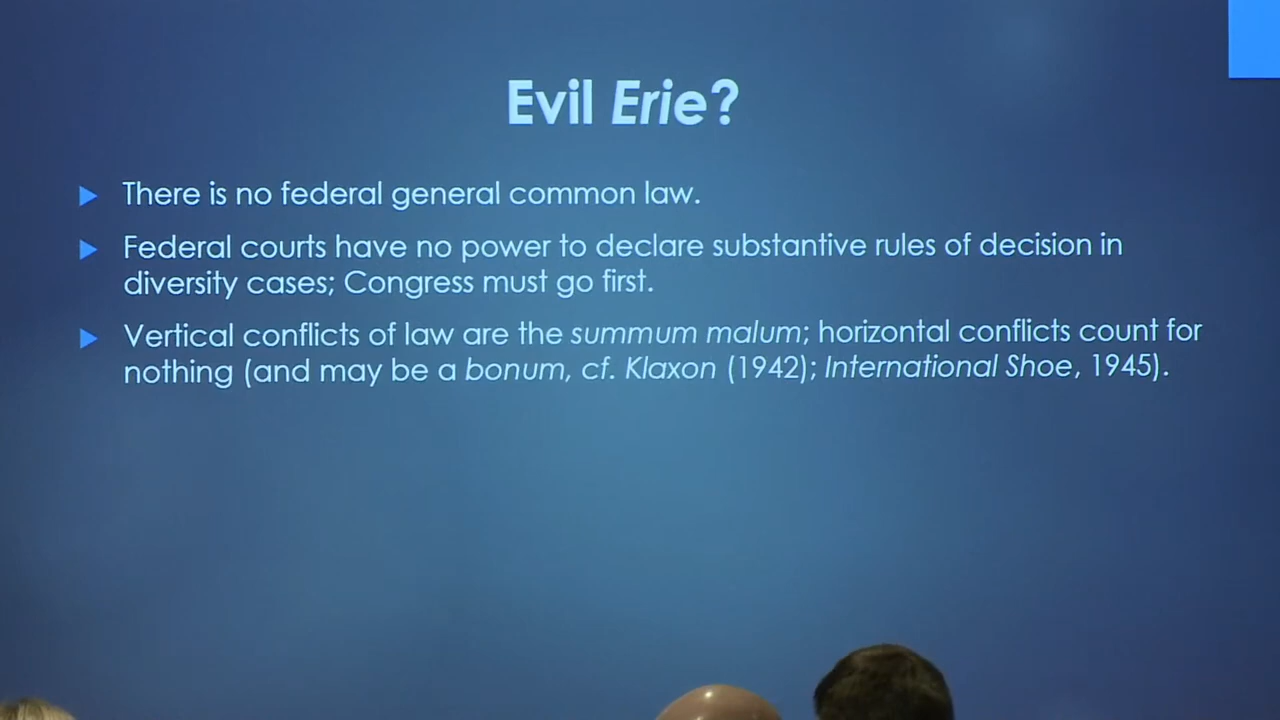 Evil Erie?
There is no federal general common law.
Federal courts have no power to declare substantive rules of decision in
diversity cases; Congress must go first.
Vertical conflicts of law are the summum malum; horizontal conflicts count for
nothing (and may be a bonum, cf. Klaxon (1942); International Shoe, 1945).